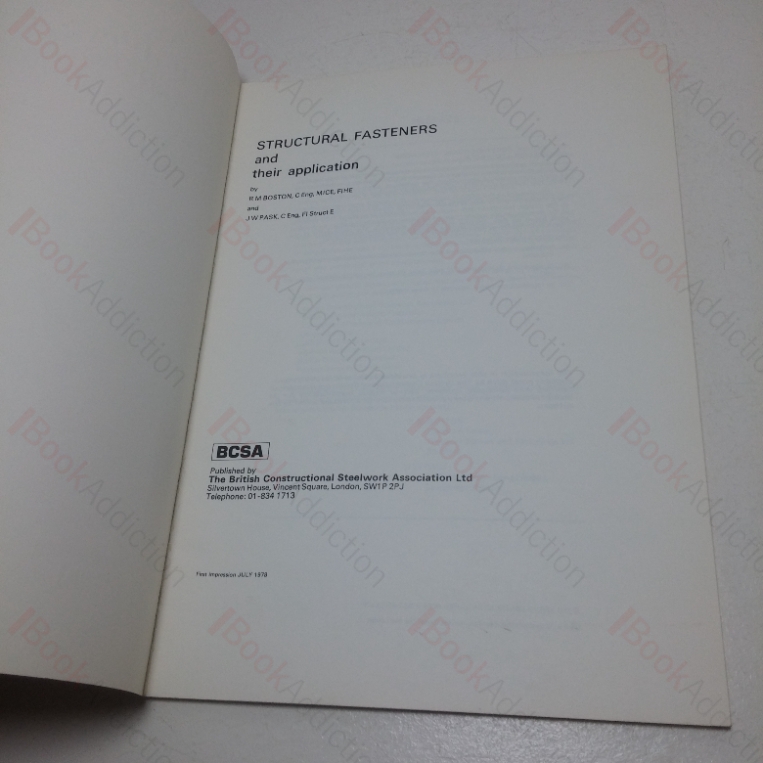 STRUCTURAL FASTENERS
and
their application
by
R M BOSTON, C Eng, MICE, FIHE
and
J W PASK, C Eng, FI Struct E
BCSA
Published by
The British Constructional Steelwork Association Ltd
Silvertown House, Vincent Square, London, SW1P 2PJ
Telephone: 01-834 1713
First impression JULY 1978
BookAddiction